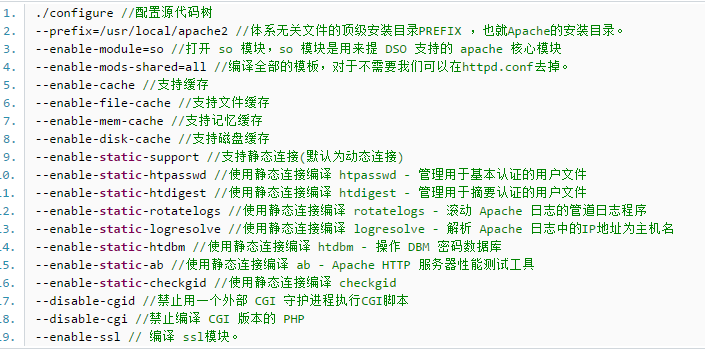 1. ./configure //配置源代码树
2. --prefix=/usr/local/apache2 //体系无关文件的顶级安装目录PREFIX ，也就Apache的安装目录。
3. --enable-module=so //打开 so 模块，so 模块是用来提 DSO 支持的 apache 核心模块
4. --enable-mods-shared=all //编译全部的模板，对于不需要我们可以在httpd.conf去掉。
5. --enable-cache //支持缓存
6. --enable-file-cache //支持文件缓存
7. --enable-mem-cache //支持记忆缓存
8. --enable-disk-cache //支持磁盘缓存
9. --enable-static-support //支持静态连接(默认为动态连接)
10. --enable-static-htpasswd //使用静态连接编译 htpasswd - 管理用于基本认证的用户文件
11. --enable-static-htdigest //使用静态连接编译 htdigest - 管理用于摘要认证的用户文件
12. --enable-static-rotatelogs //使用静态连接编译 rotatelogs - 滚动 Apache 日志的管道日志程序
13. --enable-static-logresolve //使用静态连接编译 logresolve - 解析 Apache 日志中的IP地址为主机名
14. --enable-static-htdbm //使用静态连接编译 htdbm - 操作 DBM 密码数据库
15. --enable-static-ab //使用静态连接编译 ab - Apache HTTP 服务器性能测试工具
16. --enable-static-checkgid //使用静态连接编译 checkgid
17. --disable-cgid //禁止用一个外部 CGI 守护进程执行CGI脚本
18. --disable-cgi //禁止编译 CGI 版本的 PHP
19. --enable-ssl // 编译 ssl模块。